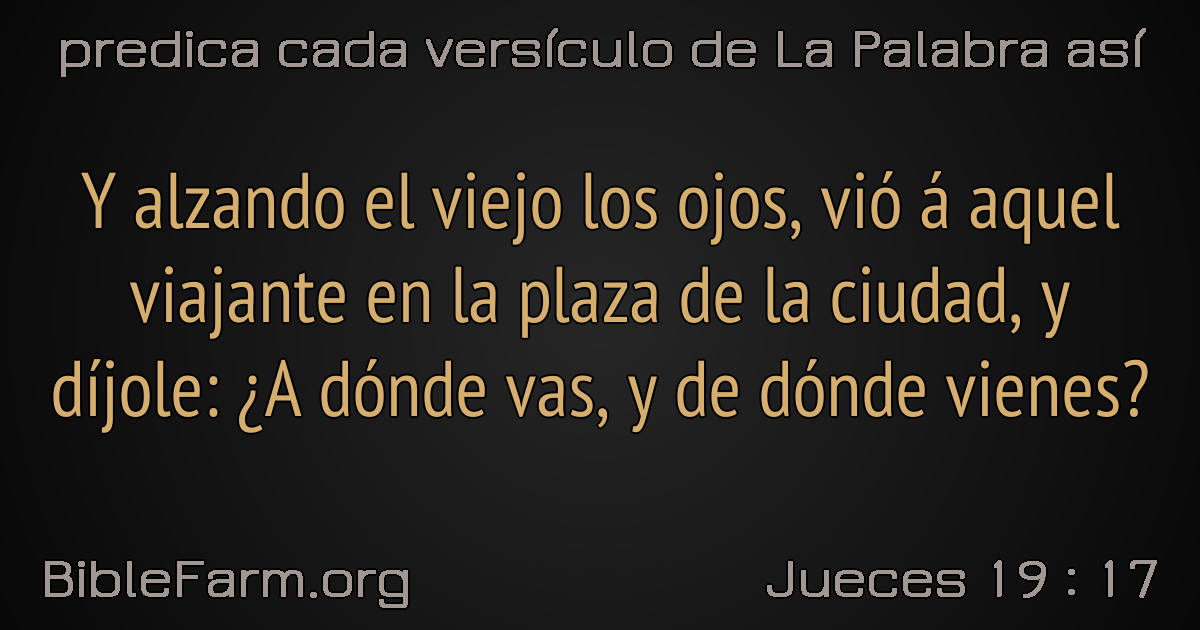 predica cada versículo de La Palabra así
Y alzando el viejo los ojos, vió á aquel
viajante en la plaza de la ciudad, y
díjole: ¿A dónde vas, y de dónde vienes?
BibleFarm.org
Jueces 19 : 17